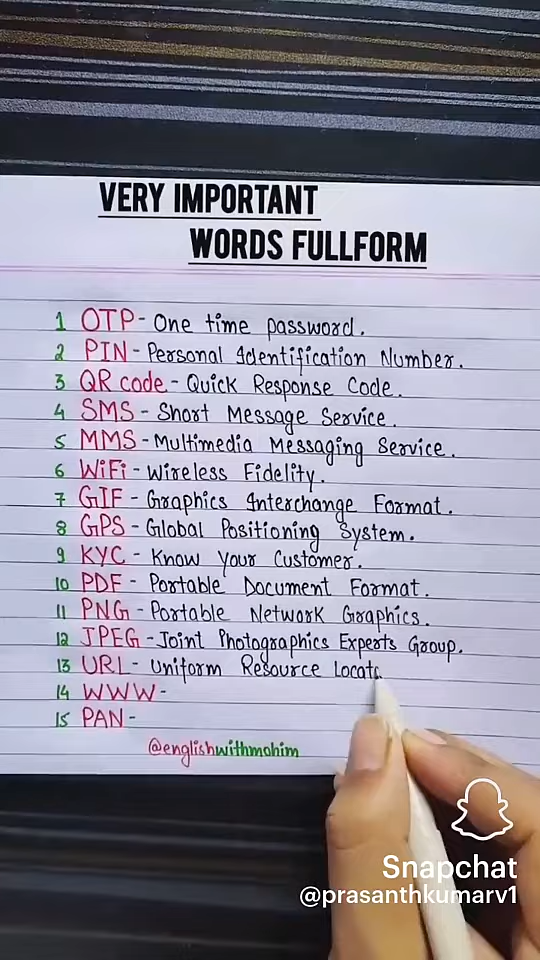 VERY IMPORTANT
WORDS FULLFORM
1 OTP - One time password.
2 PIN - Personal Identification Number.
3 QR code - Quick Response Code.
4 SMS - Short Message Service.
5 MMS - Multimedia Messaging Service.
6 WiFi - Wireless Fidelity.
7 GIF - Graphics Interchange Format.
8 GPS - Global Positioning System.
9 KYC - Know Your Customer.
10 PDF - Portable Document Format.
11 PNG - Portable Network Graphics.
12 JPEG - Joint Photographics Experts Group.
13 URL - Uniform Resource Locato
14 WWW -
15 PAN -
@englishwithmahim
Snapchat
@prasanthkumarv1